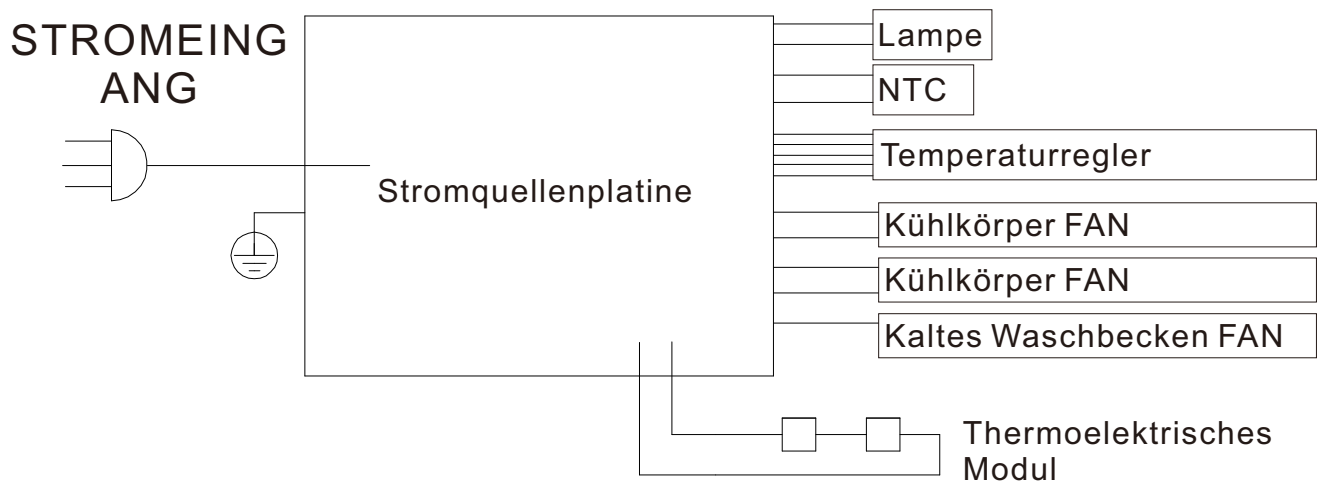 STROMEING
ANG
Lampe
NTC
Temperaturregler
Stromquellenplatine
Kühlkörper FAN
Kühlkörper FAN
Kaltes Waschbecken FAN
Thermoelektrisches
Modul